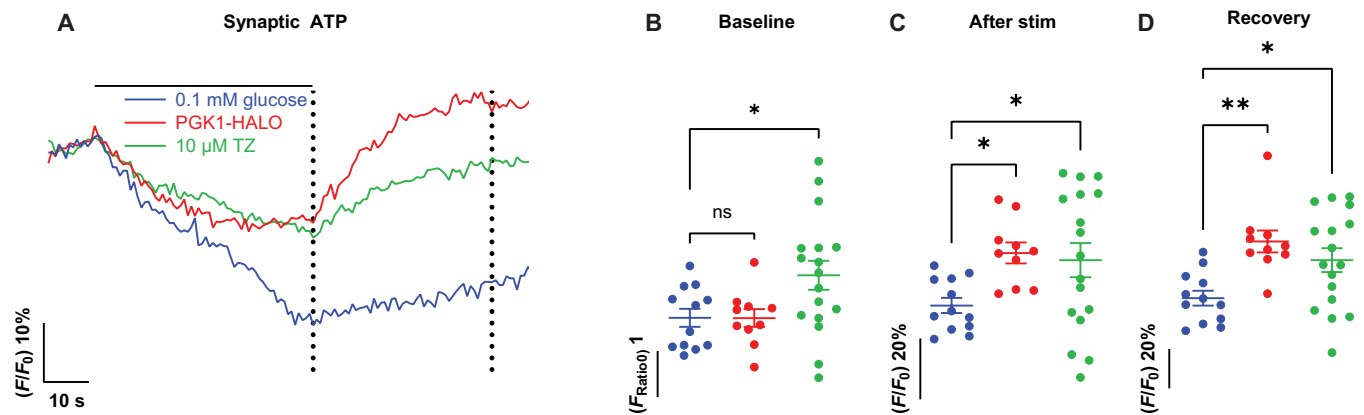 A Synaptic ATP
0.1 mM glucose
PGK1-HALO
10 µM TZ
(F/F0) 10%
10 s
B Baseline
*
ns
(FRatio0) 1
C After stim
*
*
(F/F0) 20%
D Recovery
*
**
(F/F0) 20%